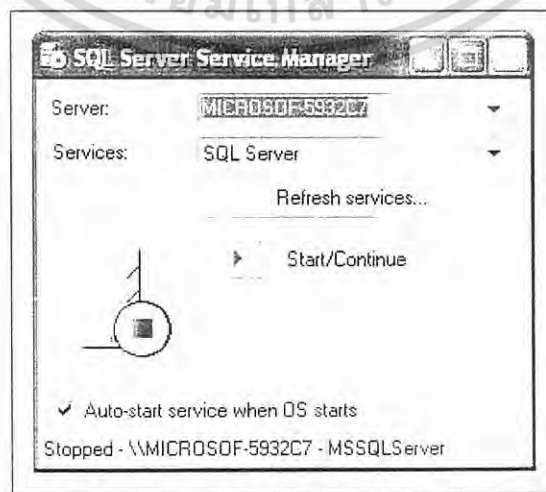 SQL Server Service Manager
Server: MICROSOF-5932C7
Services: SQL Server
Refresh services...
Start/Continue
Auto-start service when OS starts
Stopped - \\MICROSOF-5932C7 - MSSQLServer